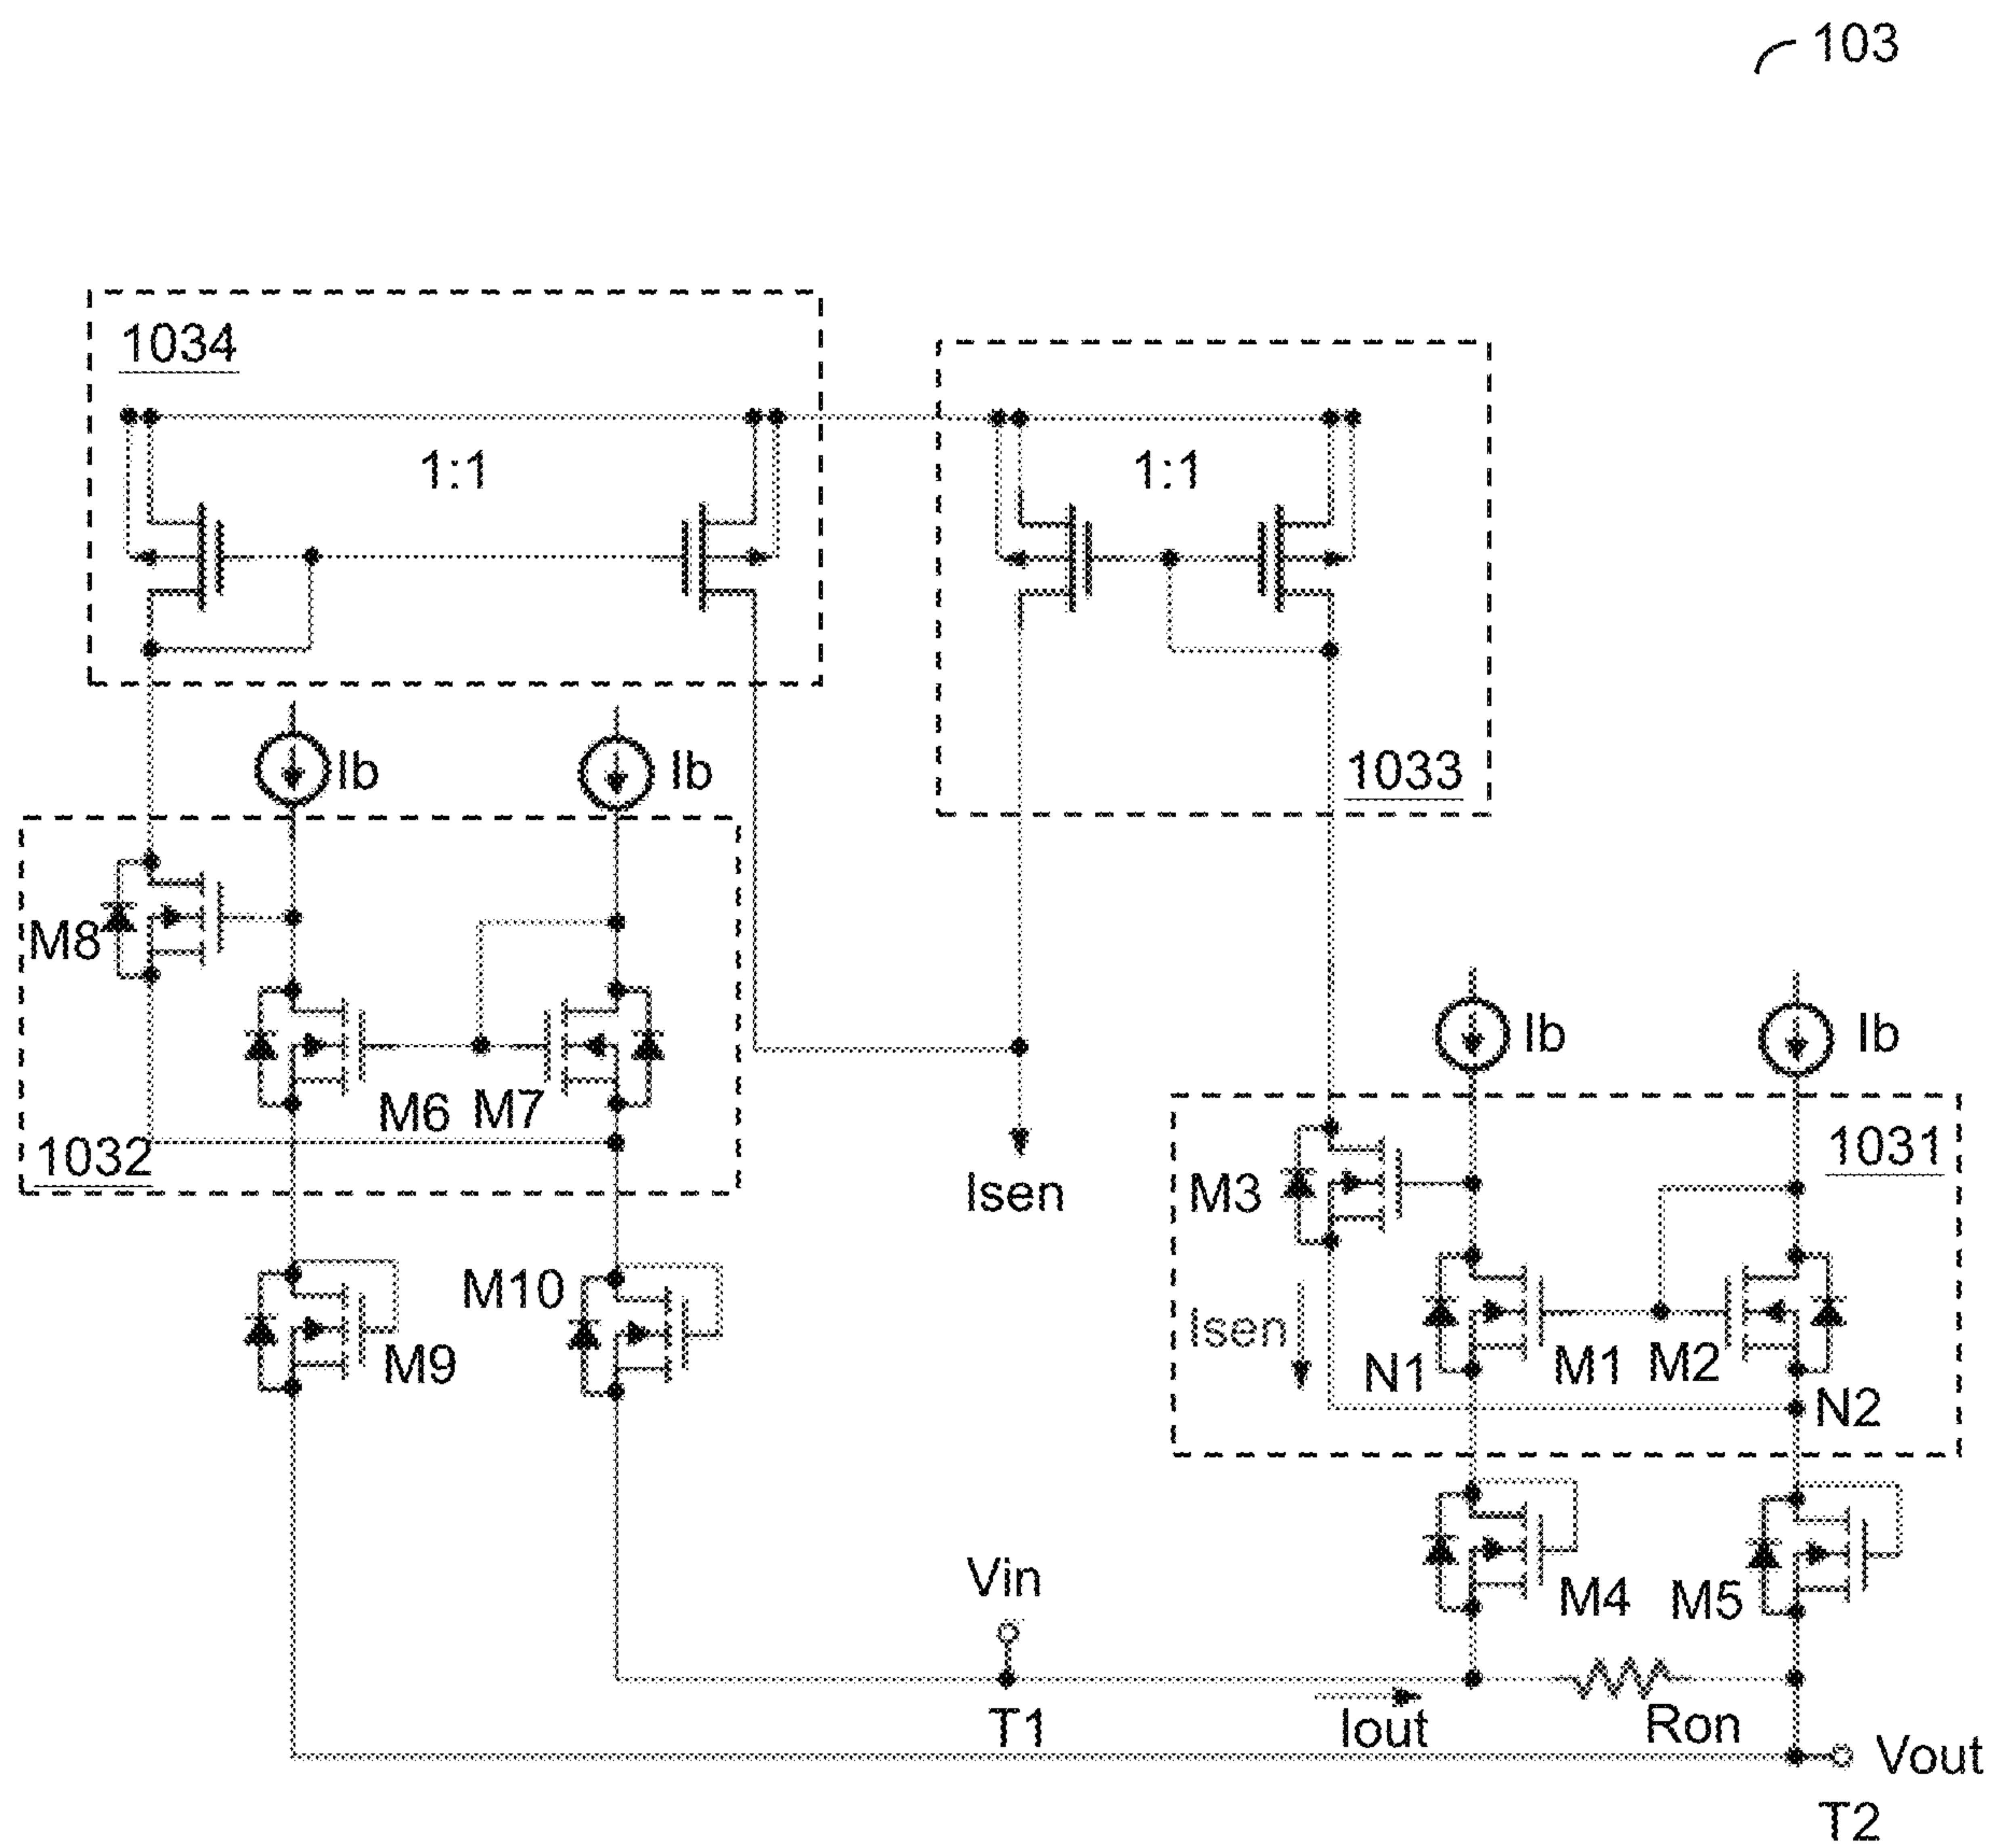 103
1034
1:1
1:1
1033
Ib
Ib
M8
M6
M7
1032
Isen
Ib
Ib
1031
M3
Isen
N1
M1
M2
N2
M10
M9
M4
M5
Vin
T1
Iout
Ron
Vout
T2